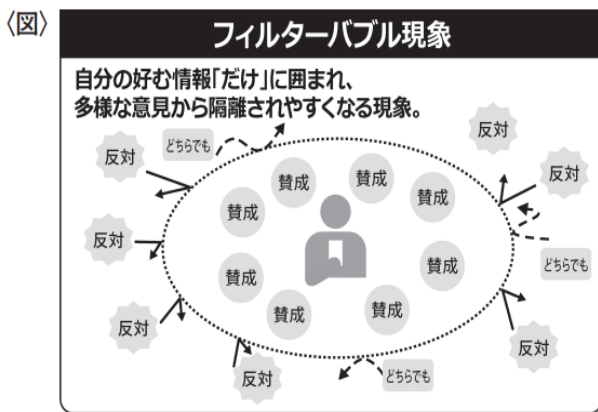 〈図〉
フィルターバブル現象
自分の好む情報「だけ」に囲まれ、
多様な意見から隔離されやすくなる現象。
反対
どちらでも
反対
反対
賛成
賛成
賛成
賛成
反対
賛成
賛成
どちらでも
賛成
賛成
反対
反対
反対
どちらでも